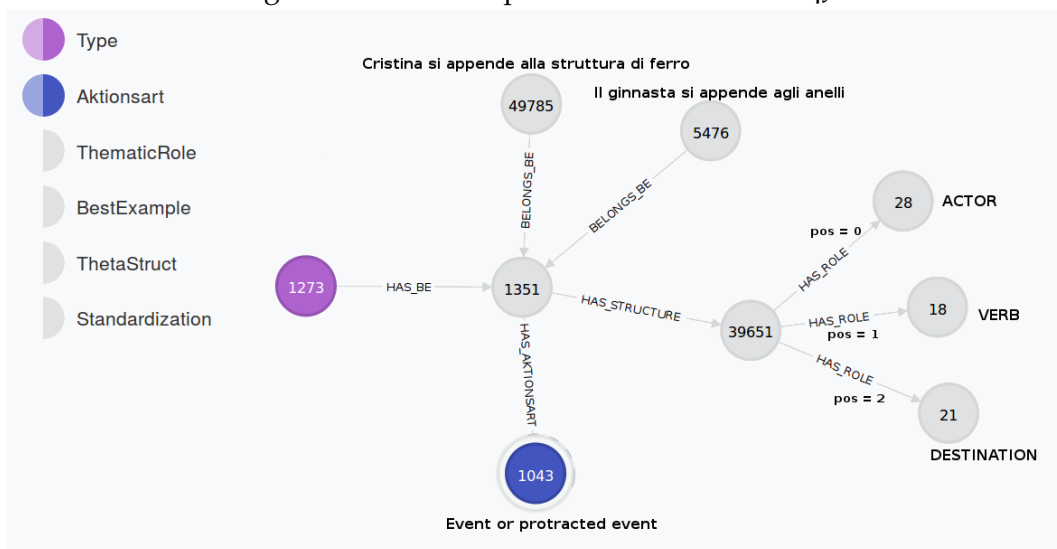 Type
Aktionsart
ThematicRole
BestExample
ThetaStruct
Standardization
Cristina si appende alla struttura di ferro
49785
Il ginnasta si appende agli anelli
5476
BELONGS_BE
BELONGS_BE
1273
HAS_BE
1351
HAS_STRUCTURE
39651
HAS_AKTIONSART
1043
Event or protracted event
pos = 0
HAS_ROLE
28
ACTOR
HAS_ROLE
pos = 1
18
VERB
HAS_ROLE
pos = 2
21
DESTINATION